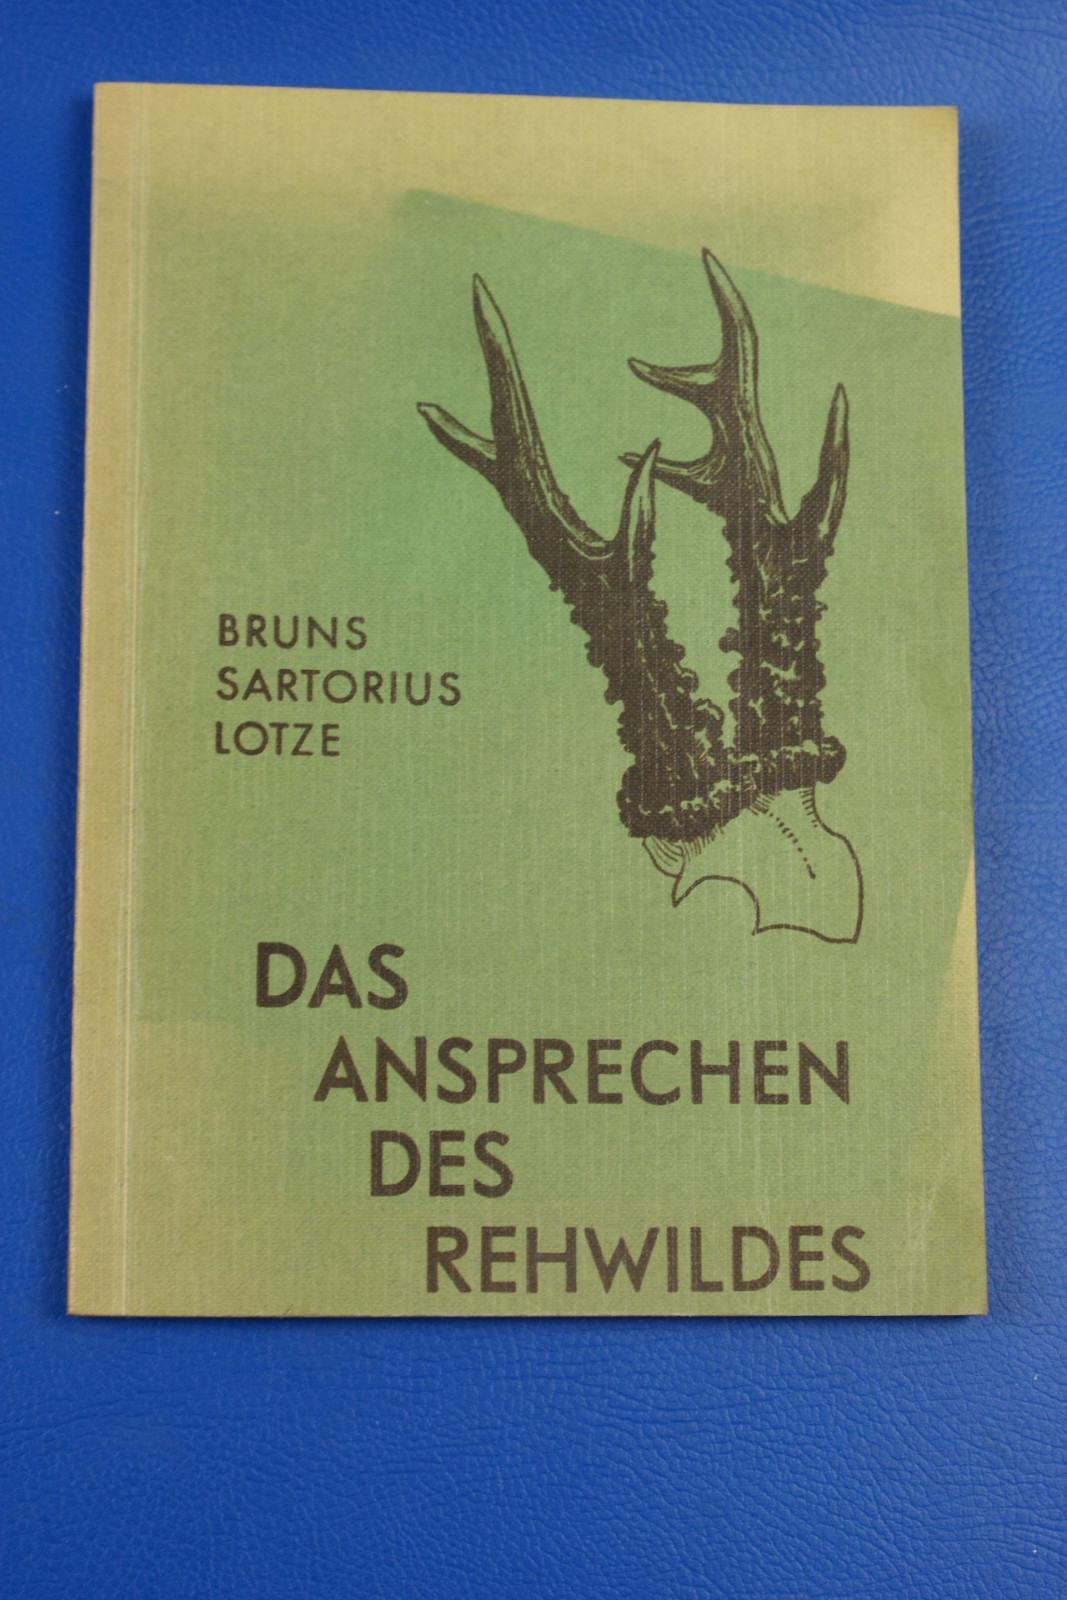 BRUNS
SARTORIUS
LOTZE
DAS
ANSPRECHEN
DES
REHWILDES